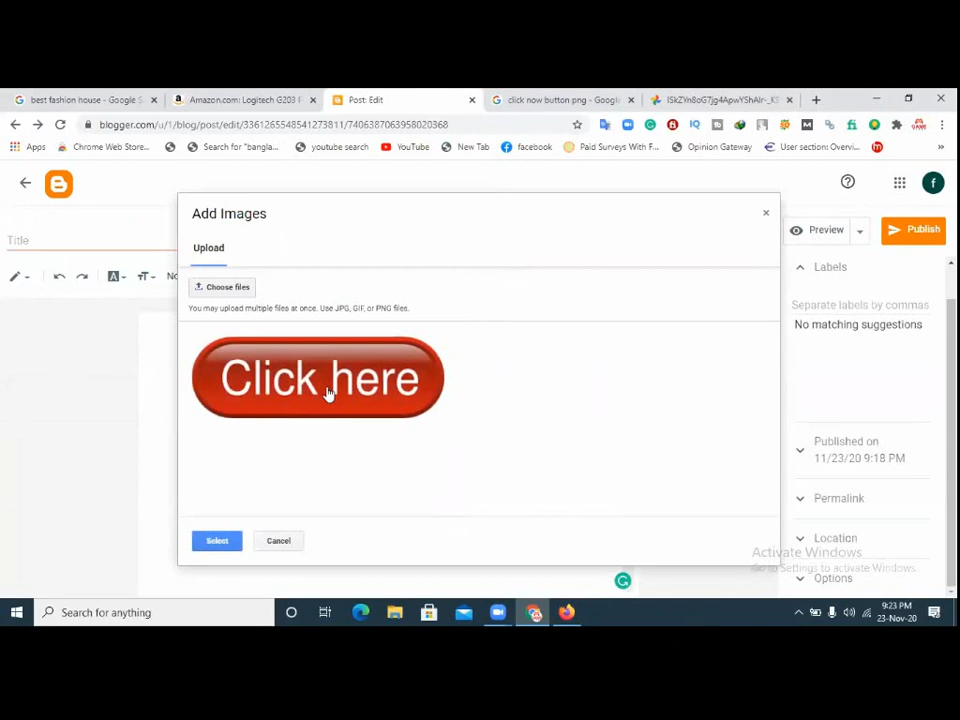 best fashion house - Google S
Amazon.com: Logitech G203 F
Post: Edit
click now button png - Google
blogger.com/u/1/blog/post/edit/3361265548541273811/7406387063958020368
Apps
Chrome Web Store...
Search for "bangla...
youtube search
YouTube
New Tab
facebook
Paid Surveys With F...
Opinion Gateway
User section: Overvi...
Add Images
Preview
Publish
Title
Upload
Labels
Choose files
Separate labels by commas
You may upload multiple files at once. Use JPG, GIF, or PNG files.
No matching suggestions
Click here
Published on
11/23/20 9:18 PM
Permalink
Select
Cancel
Location
Activate Windows
Go to Settings to activate Windows.
Options
Search for anything
9:23 PM
23-Nov-20